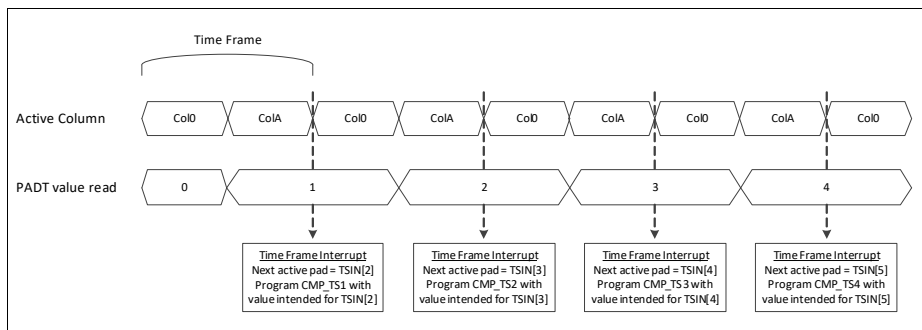 Time Frame
Active Column
Col0 ColA Col0 ColA Col0 ColA Col0 ColA Col0
PADT value read
0 1 2 3 4
Time Frame Interrupt
Next active pad = TSIN[2]
Program CMP_TS1 with
value intended for TSIN[2]
Time Frame Interrupt
Next active pad = TSIN[3]
Program CMP_TS2 with
value intended for TSIN[3]
Time Frame Interrupt
Next active pad = TSIN[4]
Program CMP_TS3 with
value intended for TSIN[4]
Time Frame Interrupt
Next active pad = TSIN[5]
Program CMP_TS4 with
value intended for TSIN[5]